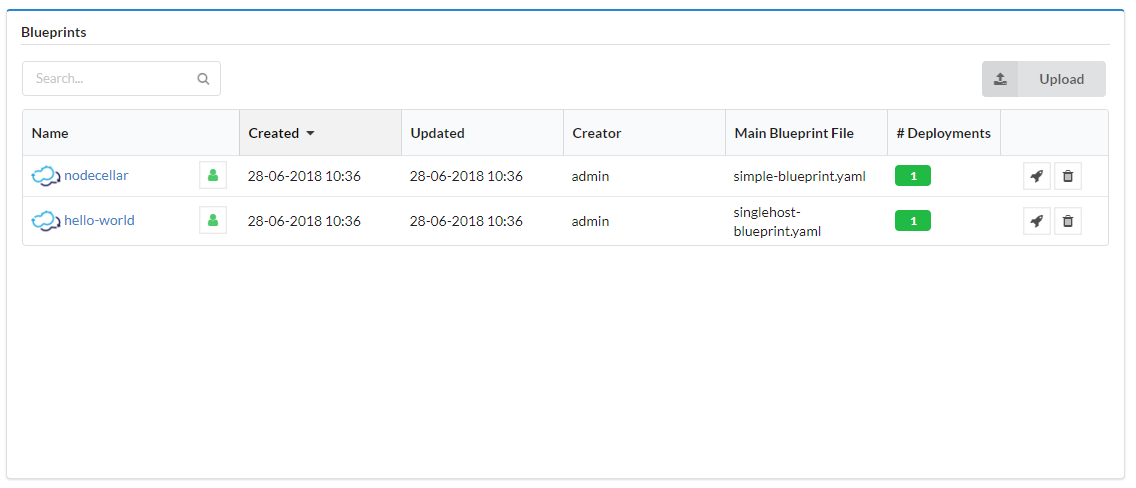 Blueprints
Search...
Upload
Name Created Updated Creator Main Blueprint File # Deployments
nodecellar 28-06-2018 10:36 28-06-2018 10:36 admin simple-blueprint.yaml 1
hello-world 28-06-2018 10:36 28-06-2018 10:36 admin singlehost-
blueprint.yaml 1